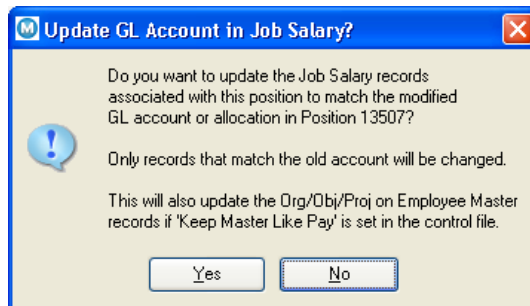 Update GL Account in Job Salary?
Do you want to update the Job Salary records
associated with this position to match the modified
GL account or allocation in Position 13507?
Only records that match the old account will be changed.
This will also update the Org/Obj/Proj on Employee Master
records if 'Keep Master Like Pay' is set in the control file.
Yes No